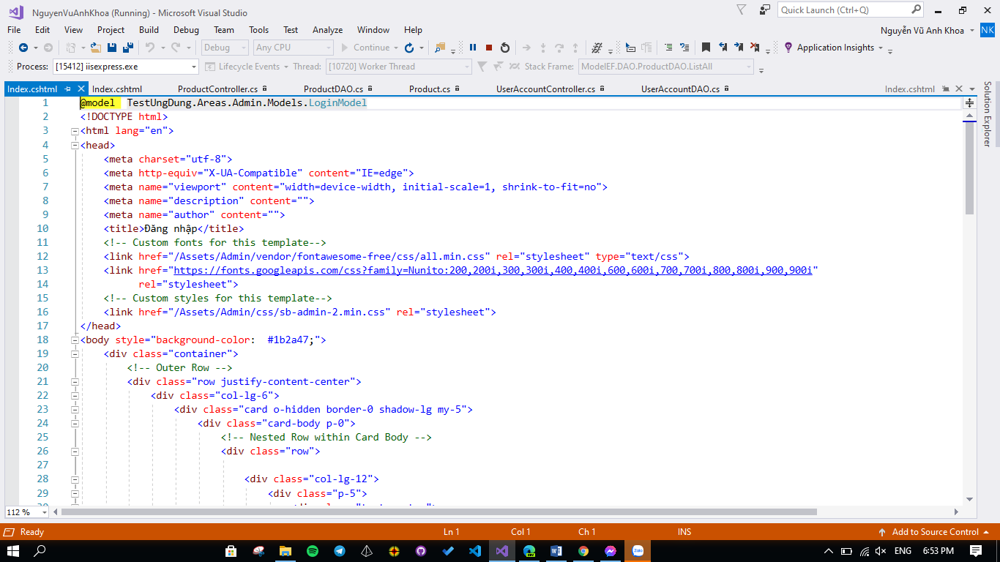 NguyenVuAnhKhoa (Running) - Microsoft Visual Studio
Quick Launch (Ctrl+Q)
File Edit View Project Build Debug Team Tools Test Analyze Window Help
Nguyễn Vũ Anh Khoa NK
Debug Any CPU Continue Application Insights
Process: [15412] iisexpress.exe Lifecycle Events Thread: [10720] Worker Thread Stack Frame: ModelEF.DAO.ProductDAO.ListAll
Index.cshtml Index.cshtml ProductController.cs ProductDAO.cs Product.cs UserAccountController.cs UserAccountDAO.cs Index.cshtml
Solution Explorer
1 @model TestUngDung.Areas.Admin.Models.LoginModel
2 <!DOCTYPE html>
3 <html lang="en">
4 <head>
5 <meta charset="utf-8">
6 <meta http-equiv="X-UA-Compatible" content="IE=edge">
7 <meta name="viewport" content="width=device-width, initial-scale=1, shrink-to-fit=no">
8 <meta name="description" content="">
9 <meta name="author" content="">
10 <title>Đăng nhập</title>
11 <!-- Custom fonts for this template-->
12 <link href="/Assets/Admin/vendor/fontawesome-free/css/all.min.css" rel="stylesheet" type="text/css">
13 <link href="https://fonts.googleapis.com/css?family=Nunito:200,200i,300,300i,400,400i,600,600i,700,700i,800,800i,900,900i"
14 rel="stylesheet">
15 <!-- Custom styles for this template-->
16 <link href="/Assets/Admin/css/sb-admin-2.min.css" rel="stylesheet">
17 </head>
18 <body style="background-color: #1b2a47;">
19 <div class="container">
20 <!-- Outer Row -->
21 <div class="row justify-content-center">
22 <div class="col-lg-6">
23 <div class="card o-hidden border-0 shadow-lg my-5">
24 <div class="card-body p-0">
25 <!-- Nested Row within Card Body -->
26 <div class="row">
27
28 <div class="col-lg-12">
29 <div class="p-5">
112 %
Ready Ln 1 Col 1 Ch 1 INS Add to Source Control
DEV Zalo ENG 6:53 PM